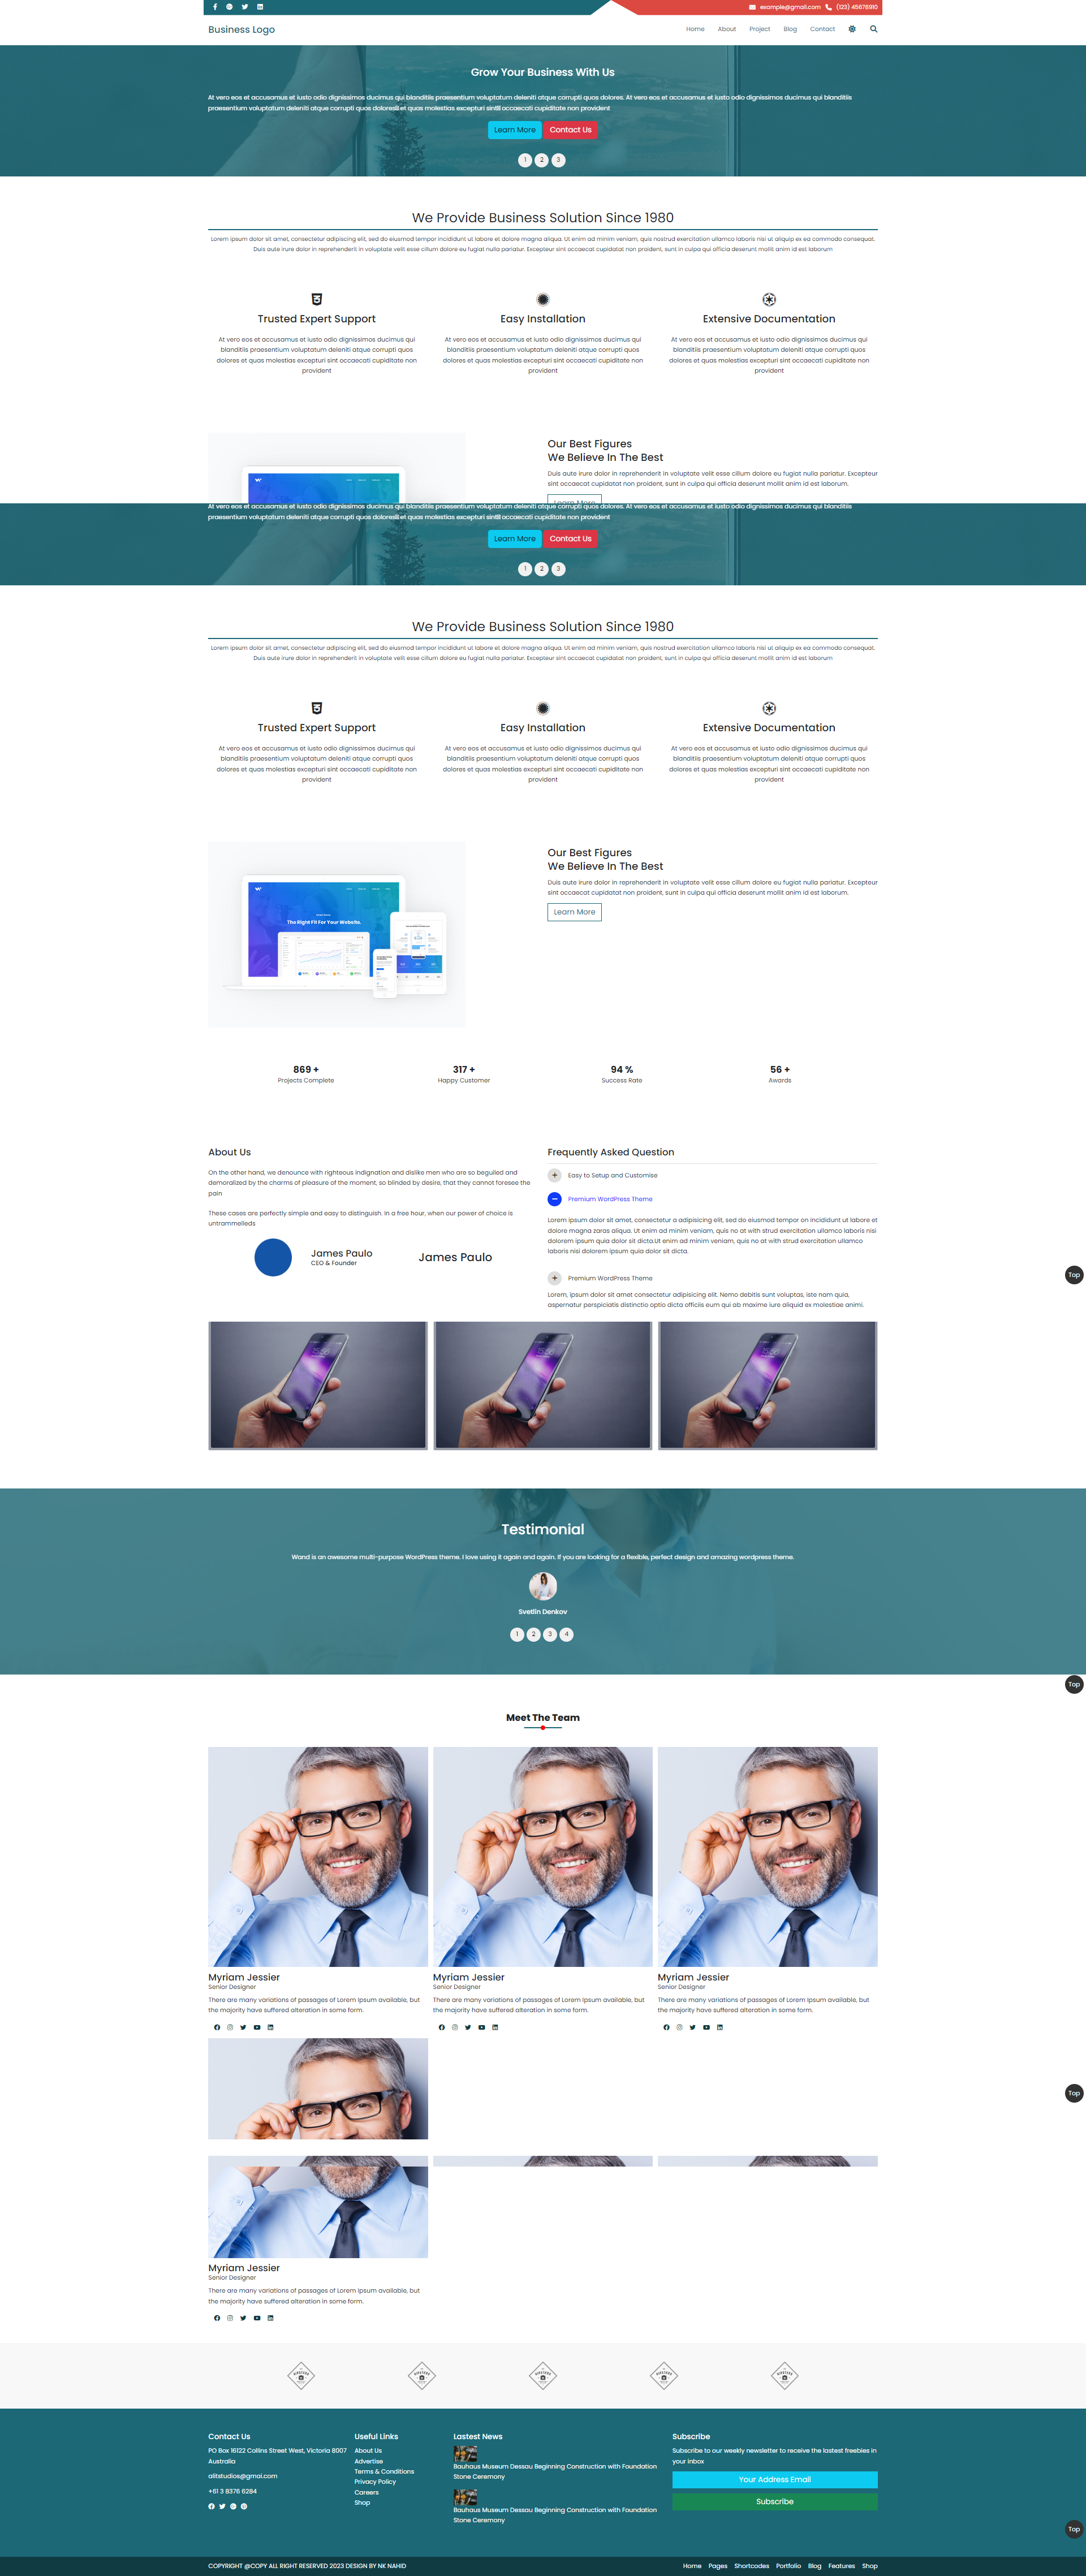 example@gmail.com (123) 45678910
Business Logo
Home About Project Blog Contact
Grow Your Business With Us
At vero eos et accusamus et iusto odio dignissimos ducimus qui blanditiis praesentium voluptatum deleniti atque corrupti quos dolores. At vero eos et accusamus et iusto odio dignissimos ducimus qui blanditiis
praesentium voluptatum deleniti atque corrupti quos dolores et quas molestias excepturi sint occaecati cupiditate non provident
Learn More Contact Us
1 2 3
We Provide Business Solution Since 1980
Lorem ipsum dolor sit amet, consectetur adipiscing elit, sed do eiusmod tempor incididunt ut labore et dolore magna aliqua. Ut enim ad minim veniam, quis nostrud exercitation ullamco laboris nisi ut aliquip ex ea commodo consequat.
Duis aute irure dolor in reprehenderit in voluptate velit esse cillum dolore eu fugiat nulla pariatur. Excepteur sint occaecat cupidatat non proident, sunt in culpa qui officia deserunt mollit anim id est laborum
Trusted Expert Support
At vero eos et accusamus et iusto odio dignissimos ducimus qui
blanditiis praesentium voluptatum deleniti atque corrupti quos
dolores et quas molestias excepturi sint occaecati cupiditate non
provident
Easy Installation
At vero eos et accusamus et iusto odio dignissimos ducimus qui
blanditiis praesentium voluptatum deleniti atque corrupti quos
dolores et quas molestias excepturi sint occaecati cupiditate non
provident
Extensive Documentation
At vero eos et accusamus et iusto odio dignissimos ducimus qui
blanditiis praesentium voluptatum deleniti atque corrupti quos
dolores et quas molestias excepturi sint occaecati cupiditate non
provident
Our Best Figures
We Believe In The Best
Duis aute irure dolor in reprehenderit in voluptate velit esse cillum dolore eu fugiat nulla pariatur. Excepteur
sint occaecat cupidatat non proident, sunt in culpa qui officia deserunt mollit anim id est laborum.
Learn More
At vero eos et accusamus et iusto odio dignissimos ducimus qui blanditiis praesentium voluptatum deleniti atque corrupti quos dolores. At vero eos et accusamus et iusto odio dignissimos ducimus qui blanditiis
praesentium voluptatum deleniti atque corrupti quos dolores et quas molestias excepturi sint occaecati cupiditate non provident
Learn More Contact Us
1 2 3
We Provide Business Solution Since 1980
Lorem ipsum dolor sit amet, consectetur adipiscing elit, sed do eiusmod tempor incididunt ut labore et dolore magna aliqua. Ut enim ad minim veniam, quis nostrud exercitation ullamco laboris nisi ut aliquip ex ea commodo consequat.
Duis aute irure dolor in reprehenderit in voluptate velit esse cillum dolore eu fugiat nulla pariatur. Excepteur sint occaecat cupidatat non proident, sunt in culpa qui officia deserunt mollit anim id est laborum
Trusted Expert Support
At vero eos et accusamus et iusto odio dignissimos ducimus qui
blanditiis praesentium voluptatum deleniti atque corrupti quos
dolores et quas molestias excepturi sint occaecati cupiditate non
provident
Easy Installation
At vero eos et accusamus et iusto odio dignissimos ducimus qui
blanditiis praesentium voluptatum deleniti atque corrupti quos
dolores et quas molestias excepturi sint occaecati cupiditate non
provident
Extensive Documentation
At vero eos et accusamus et iusto odio dignissimos ducimus qui
blanditiis praesentium voluptatum deleniti atque corrupti quos
dolores et quas molestias excepturi sint occaecati cupiditate non
provident
The Right Fit For Your Website.
Our Best Figures
We Believe In The Best
Duis aute irure dolor in reprehenderit in voluptate velit esse cillum dolore eu fugiat nulla pariatur. Excepteur
sint occaecat cupidatat non proident, sunt in culpa qui officia deserunt mollit anim id est laborum.
Learn More
869 + 317 + 94 % 56 +
Projects Complete Happy Customer Success Rate Awards
About Us
On the other hand, we denounce with righteous indignation and dislike men who are so beguiled and
demoralized by the charms of pleasure of the moment, so blinded by desire, that they cannot foresee the
pain
These cases are perfectly simple and easy to distinguish. In a free hour, when our power of choice is
untrammelleds
James Paulo
CEO & Founder
James Paulo
Frequently Asked Question
Easy to Setup and Customise
Premium WordPress Theme
Lorem ipsum dolor sit amet, consectetur a adipisicing elit, sed do eiusmod tempor on incididunt ut labore et
dolore magna zaras aliqua. Ut enim ad minim veniam, quis no at with strud exercitation ullamco laboris nisi
dolorem ipsum quia dolor sit dicta.Ut enim ad minim veniam, quis no at with strud exercitation ullamco
laboris nisi dolorem ipsum quia dolor sit dicta.
Premium WordPress Theme
Lorem, ipsum dolor sit amet consectetur adipisicing elit. Nemo debitis sunt voluptas, iste nam quia,
aspernatur perspiciatis distinctio optio dicta officiis eum qui ab maxime iure aliquid ex molestiae animi.
Top
Testimonial
Wand is an awesome multi-purpose WordPress theme. I love using it again and again. If you are looking for a flexible, perfect design and amazing wordpress theme.
Svetlin Denkov
1 2 3 4
Top
Meet The Team
Myriam Jessier
Senior Designer
There are many variations of passages of Lorem Ipsum available, but
the majority have suffered alteration in some form.
Myriam Jessier
Senior Designer
There are many variations of passages of Lorem Ipsum available, but
the majority have suffered alteration in some form.
Myriam Jessier
Senior Designer
There are many variations of passages of Lorem Ipsum available, but
the majority have suffered alteration in some form.
Top
Myriam Jessier
Senior Designer
There are many variations of passages of Lorem Ipsum available, but
the majority have suffered alteration in some form.
Contact Us
PO Box 16122 Collins Street West, Victoria 8007
Australia
alitstudios@gmai.com
+61 3 8376 6284
Useful Links
About Us
Advertise
Terms & Conditions
Privacy Policy
Careers
Shop
Lastest News
Bauhaus Museum Dessau Beginning Construction with Foundation
Stone Ceremony
Bauhaus Museum Dessau Beginning Construction with Foundation
Stone Ceremony
Subscribe
Subscribe to our weekly newsletter to receive the lastest freebies in
your inbox
Your Address Email
Subscribe
Top
COPYRIGHT @COPY ALL RIGHT RESERVED 2023 DESIGN BY NK NAHID
Home Pages Shortcodes Portfolio Blog Features Shop